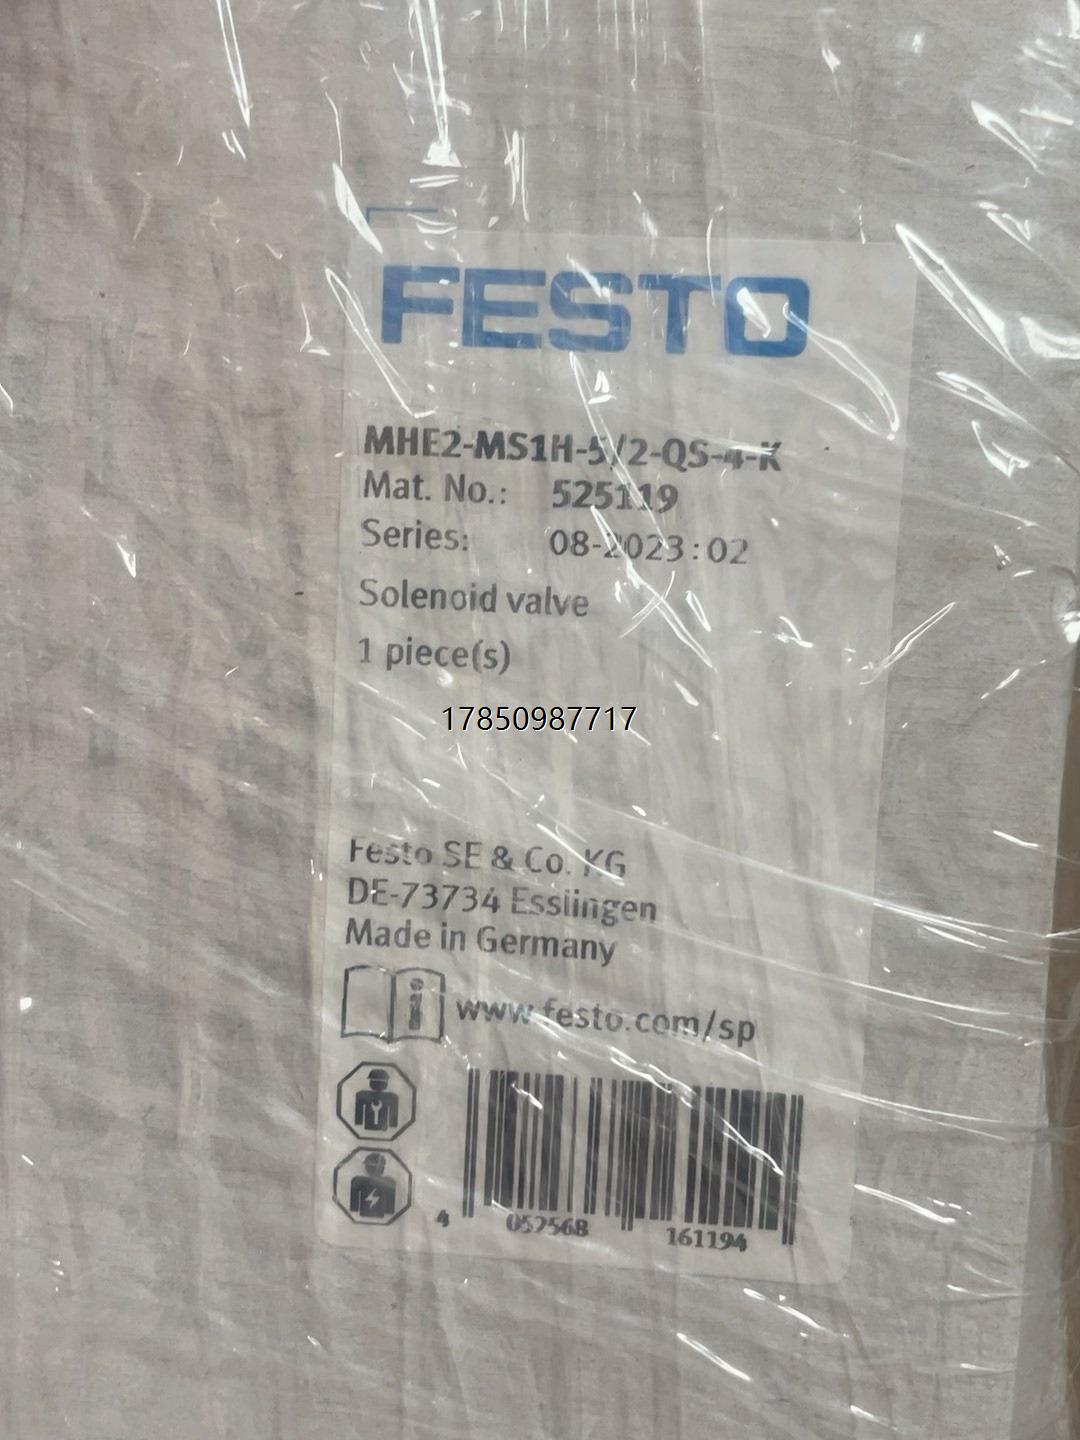 FESTO
MHE2-MS1H-5/2-QS-4-K
Mat. No.: 525119
Series: 08-2023:02
Solenoid valve
1 piece(s)
17850987717
Festo SE & Co. KG
DE-73734 Esslingen
Made in Germany
www.festo.com/sp
4 052568 161194